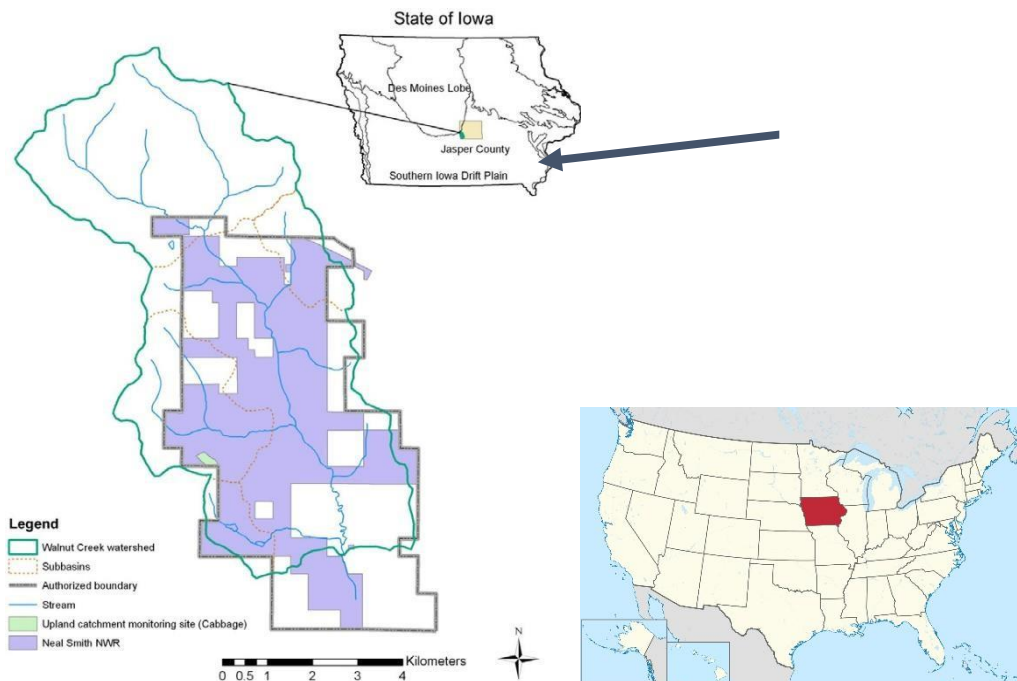 State of Iowa
Des Moines Lobe
Jasper County
Southern Iowa Drift Plain
Legend
Walnut Creek watershed
Subbasins
Authorized boundary
Stream
Upland catchment monitoring site (Cabbage)
Neal Smith NWR
N
Kilometers
0 0.5 1 2 3 4